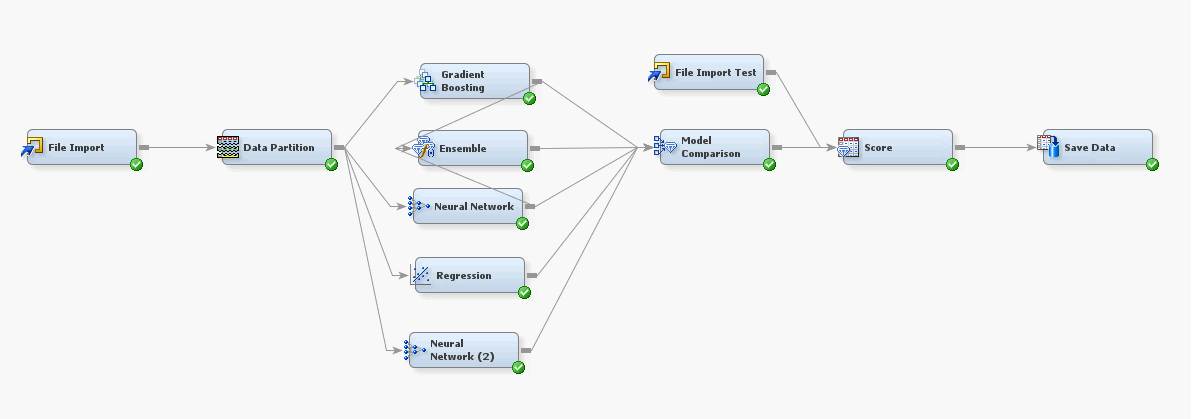 File Import
Data Partition
Gradient
Boosting
Ensemble
Neural Network
Regression
Neural
Network (2)
File Import Test
Model
Comparison
Score
Save Data